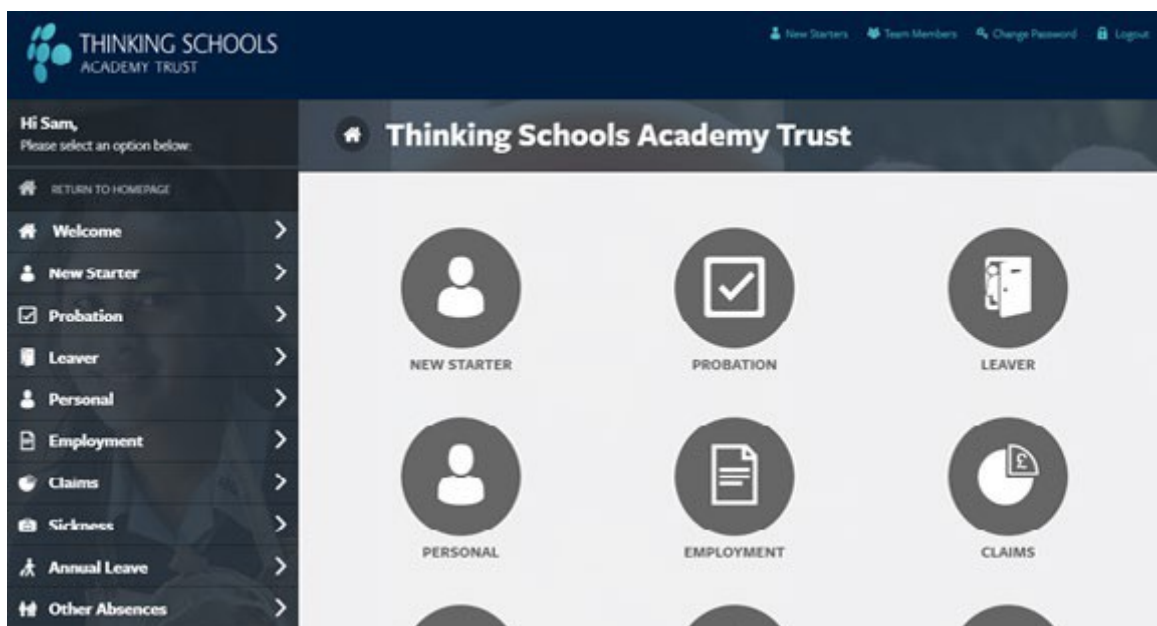 THINKING SCHOOLS
ACADEMY TRUST
New Starters Team Members Change Password Logout
Hi Sam,
Please select an option below:
Thinking Schools Academy Trust
RETURN TO HOMEPAGE
Welcome
New Starter
Probation
Leaver
Personal
Employment
Claims
Sickness
Annual Leave
Other Absences
NEW STARTER PROBATION LEAVER
£
PERSONAL EMPLOYMENT CLAIMS